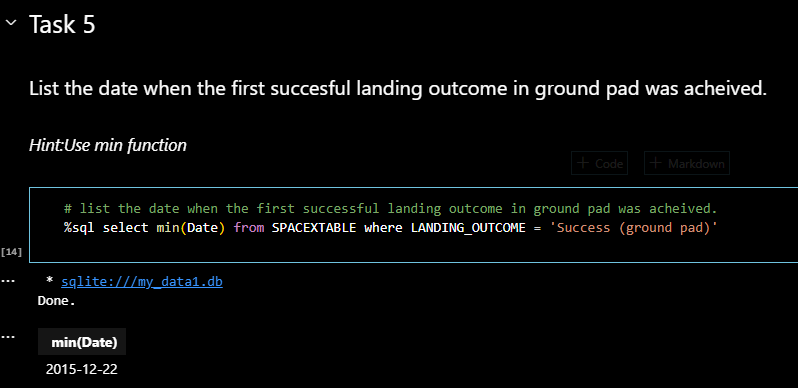 Task 5
List the date when the first succesful landing outcome in ground pad was acheived.
Hint:Use min function
+ Code + Markdown
# list the date when the first successful landing outcome in ground pad was acheived.
%sql select min(Date) from SPACEXTABLE where LANDING_OUTCOME = 'Success (ground pad)'
[14]
... * sqlite:///my_data1.db
Done.
... min(Date)
2015-12-22